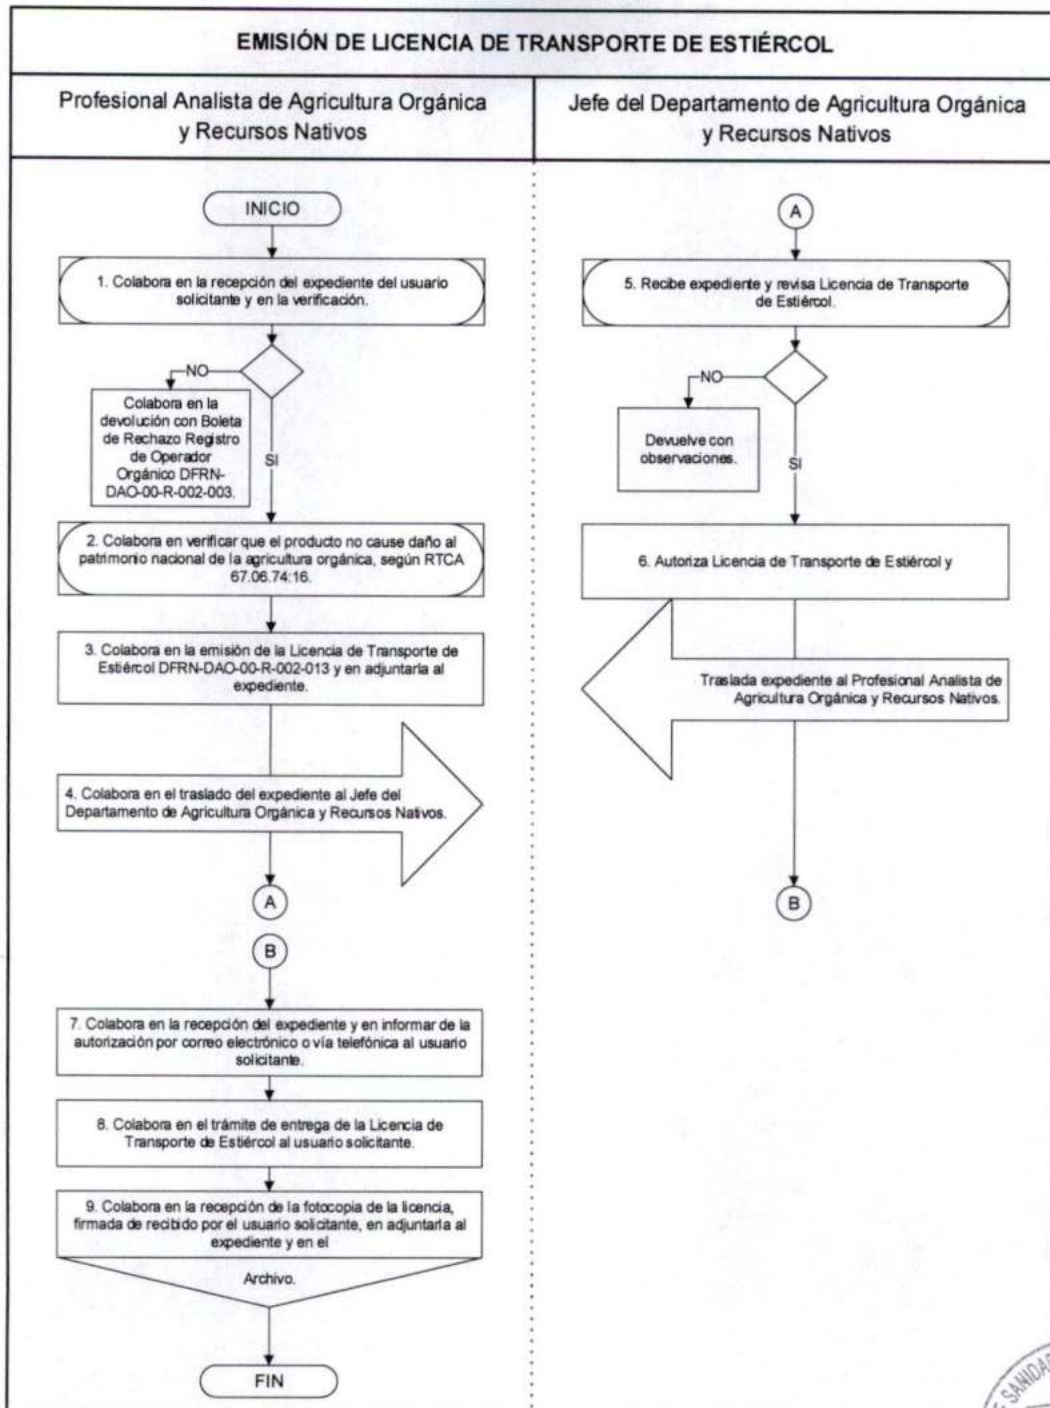 EMISIÓN DE LICENCIA DE TRANSPORTE DE ESTIÉRCOL
Profesional Analista de Agricultura Orgánica
y Recursos Nativos
Jefe del Departamento de Agricultura Orgánica
y Recursos Nativos
INICIO
1. Colabora en la recepción del expediente del usuario
solicitante y en la verificación.
NO
Colabora en la
devolución con Boleta
de Rechazo Registro
de Operador
Orgánico DFRN-
DAO-00-R-002-003.
SI
2. Colabora en verificar que el producto no cause daño al
patrimonio nacional de la agricultura orgánica, según RTCA
67.06.74:16.
3. Colabora en la emisión de la Licencia de Transporte de
Estiércol DFRN-DAO-00-R-002-013 y en adjuntarla al
expediente.
4. Colabora en el traslado del expediente al Jefe del
Departamento de Agricultura Orgánica y Recursos Nativos.
A
B
7. Colabora en la recepción del expediente y en informar de la
autorización por correo electrónico o vía telefónica al usuario
solicitante.
8. Colabora en el trámite de entrega de la Licencia de
Transporte de Estiércol al usuario solicitante.
9. Colabora en la recepción de la fotocopia de la licencia,
firmada de recibido por el usuario solicitante, en adjuntarla al
expediente y en el
Archivo.
FIN
A
5. Recibe expediente y revisa Licencia de Transporte
de Estiércol.
NO
Devuelve con
observaciones.
SI
6. Autoriza Licencia de Transporte de Estiércol y
Traslada expediente al Profesional Analista de
Agricultura Orgánica y Recursos Nativos.
B